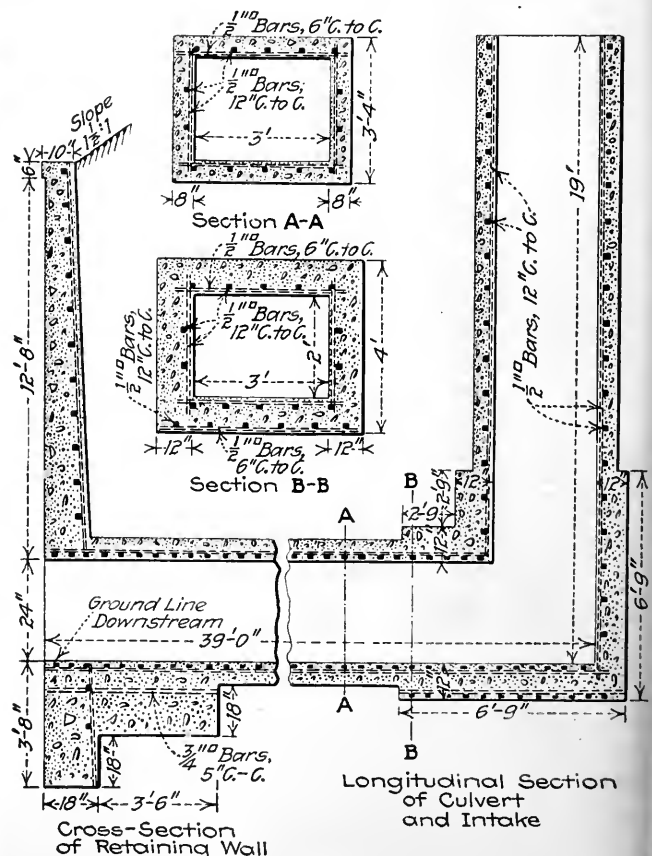 1/2"□ Bars, 6"C. to C.
1/2"□
Bars,
12"C. to C.
3'
3'-4"
8"
8"
Section A-A
Slope
1 1/2:1
10"
6"
12'-8"
1/2"□ Bars, 6"C. to C.
1/2"□ Bars,
12"C. to C.
1/2"□ Bars,
12"C. to C.
3'
2'
4'
12"
12"
1/2"□ Bars,
6"C. to C.
Section B-B
19'
1/2"□ Bars, 12"C. to C.
B
2'-9"
2'-9"
12"
12"
12"
6'-9"
A
24"
Ground Line
Downstream
39'-0"
3'-8"
18"
18"
18"
3'-6"
3/4"□ Bars,
5"C.-C.
A
12"
B
6'-9"
Cross-Section
of Retaining Wall
Longitudinal Section
of Culvert
and Intake